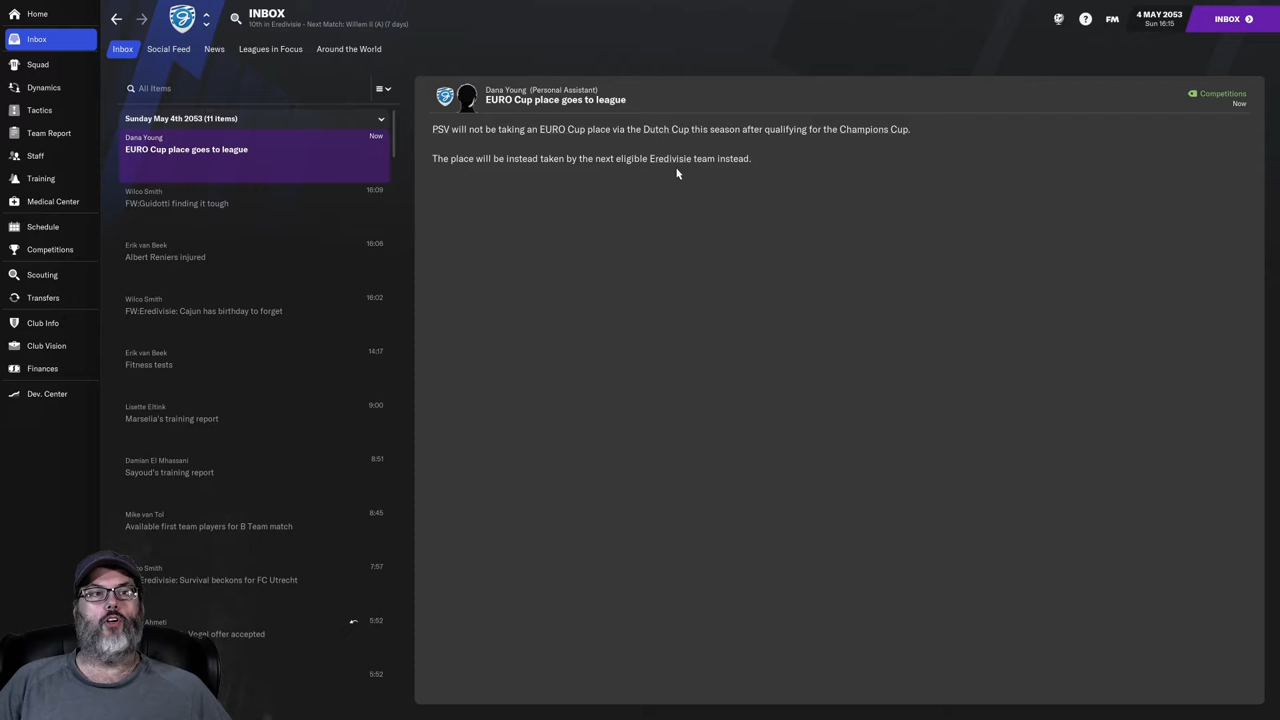 Home
INBOX
10th in Eredivisie - Next Match: Willem II (A) (7 days)
FM
4 MAY 2053
Sun 16:15
INBOX
Inbox
Squad
Dynamics
Tactics
Team Report
Staff
Training
Medical Center
Schedule
Competitions
Scouting
Transfers
Club Info
Club Vision
Finances
Dev. Center
Inbox
Social Feed
News
Leagues in Focus
Around the World
All Items
Sunday May 4th 2053 (11 items)
Dana Young
Now
EURO Cup place goes to league
Wilco Smith
16:09
FW:Guidotti finding it tough
Erik van Beek
16:06
Albert Reniers injured
Wilco Smith
16:02
FW:Eredivisie: Cajun has birthday to forget
Erik van Beek
14:17
Fitness tests
Lisette Eltink
9:00
Marselia's training report
Damian El Mhassani
8:51
Sayoud's training report
Mike van Tol
8:45
Available first team players for B Team match
Smith
7:57
Eredivisie: Survival beckons for FC Utrecht
Ahmeti
5:52
Vogel offer accepted
5:52
Dana Young (Personal Assistant)
EURO Cup place goes to league
Competitions
Now
PSV will not be taking an EURO Cup place via the Dutch Cup this season after qualifying for the Champions Cup.
The place will be instead taken by the next eligible Eredivisie team instead.